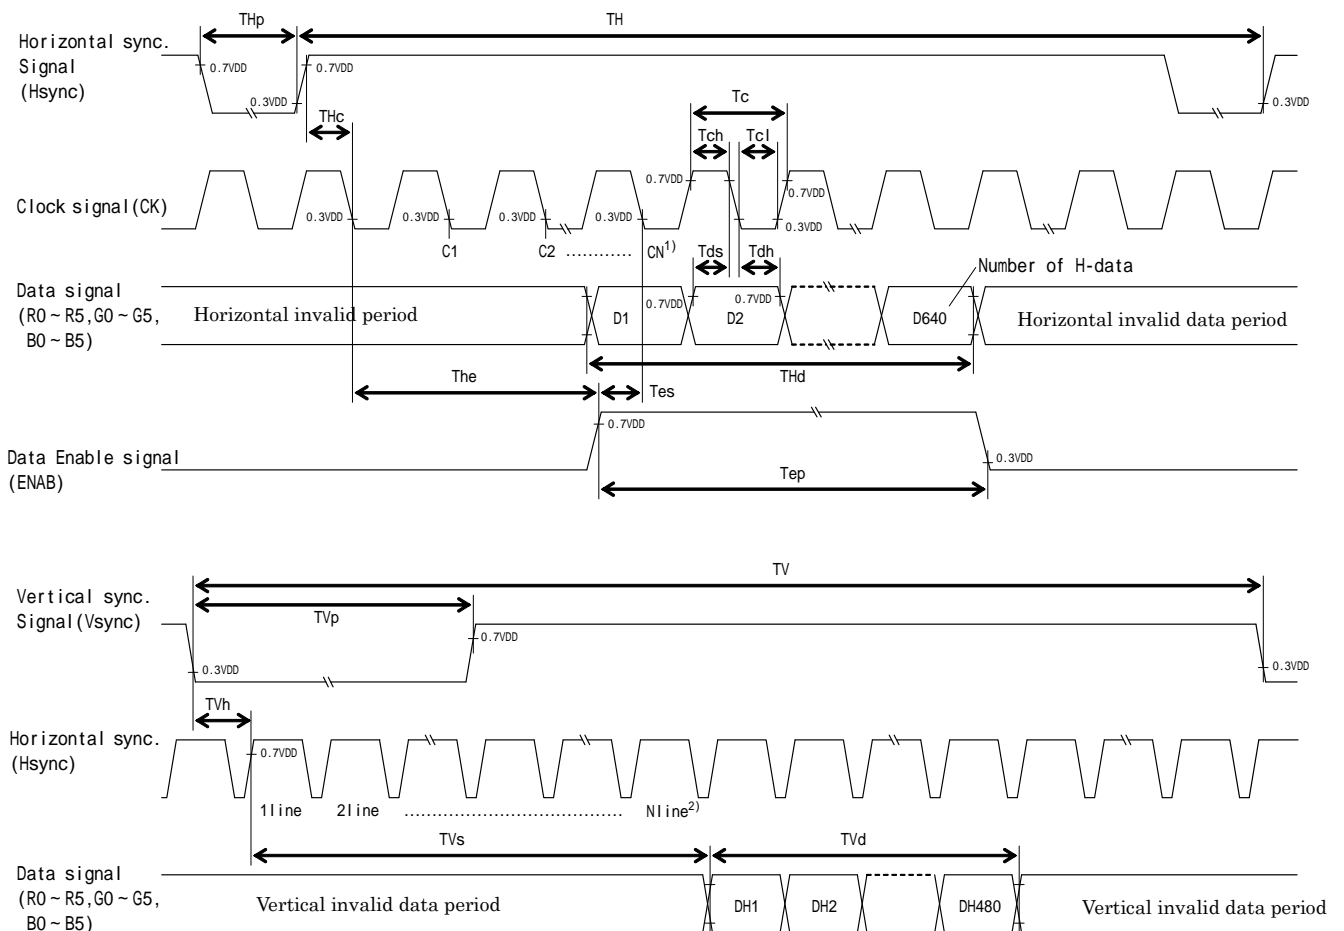 THp
TH
Horizontal sync.
Signal
(Hsync)
0.7VDD
0.7VDD
0.3VDD
0.3VDD
THc
Tc
Tch
Tcl
Clock signal(CK)
0.7VDD
0.7VDD
0.3VDD
0.3VDD
0.3VDD
0.3VDD
0.3VDD
C1
C2
............
CN1)
Tds
Tdh
Number of H-data
Data signal
(R0~R5,G0~G5,
B0~B5)
Horizontal invalid period
0.7VDD
0.7VDD
D1
D2
D640
Horizontal invalid data period
The
Tes
THd
0.7VDD
Data Enable signal
(ENAB)
0.3VDD
Tep
TV
Vertical sync.
Signal(Vsync)
TVp
0.7VDD
0.3VDD
0.3VDD
TVh
Horizontal sync.
(Hsync)
0.7VDD
1line
2line
.......................................
Nline2)
TVs
TVd
Data signal
(R0~R5,G0~G5,
B0~B5)
Vertical invalid data period
DH1
DH2
DH480
Vertical invalid data period